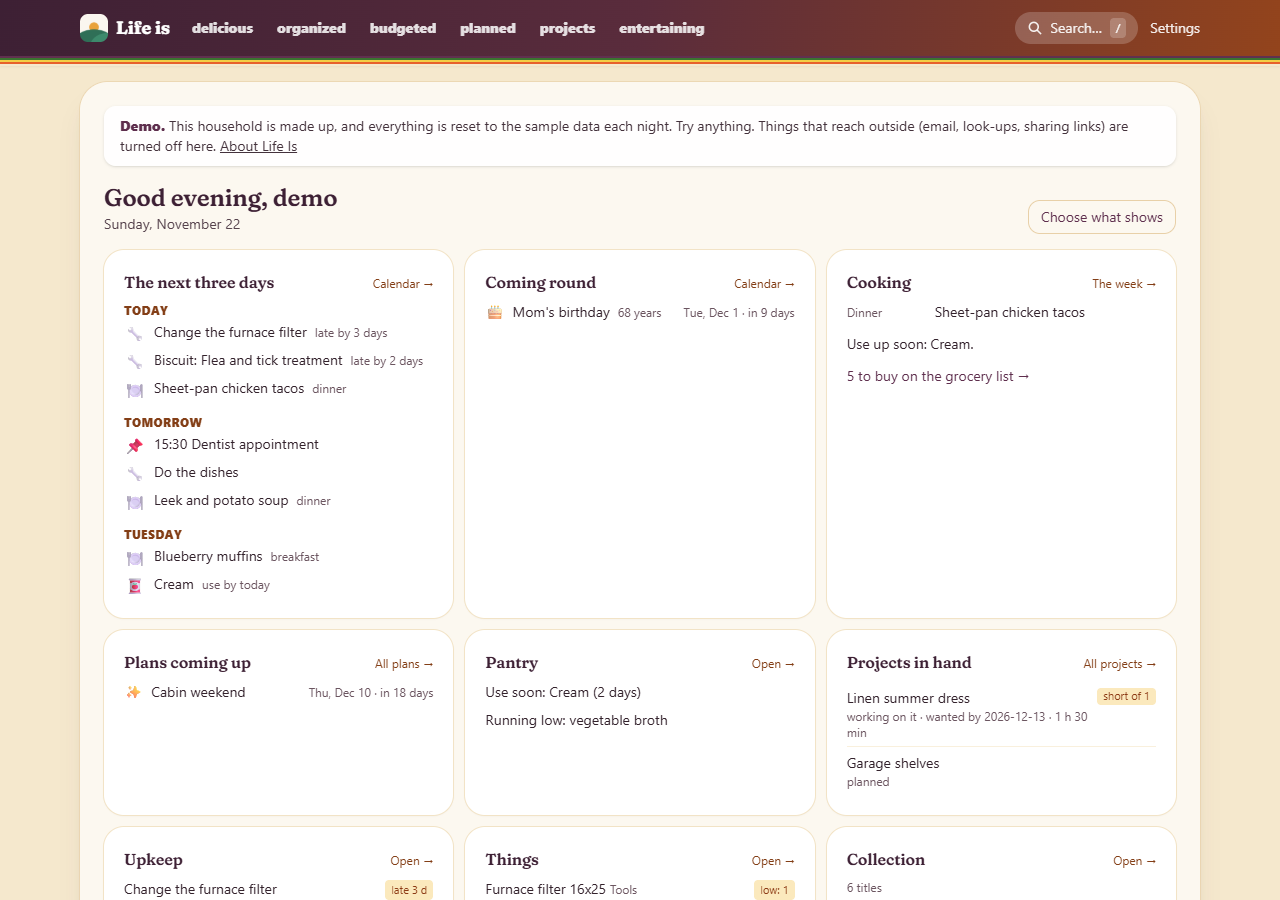 Life is delicious organized budgeted planned projects entertaining Search... / Settings
Demo. This household is made up, and everything is reset to the sample data each night. Try anything. Things that reach outside (email, look-ups, sharing links) are
turned off here. About Life Is
Good evening, demo
Sunday, November 22
Choose what shows
The next three days Calendar →
TODAY
Change the furnace filter late by 3 days
Biscuit: Flea and tick treatment late by 2 days
Sheet-pan chicken tacos dinner
TOMORROW
15:30 Dentist appointment
Do the dishes
Leek and potato soup dinner
TUESDAY
Blueberry muffins breakfast
Cream use by today
Coming round Calendar →
Mom's birthday 68 years Tue, Dec 1 · in 9 days
Cooking The week →
Dinner Sheet-pan chicken tacos
Use up soon: Cream.
5 to buy on the grocery list →
Plans coming up All plans →
Cabin weekend Thu, Dec 10 · in 18 days
Pantry Open →
Use soon: Cream (2 days)
Running low: vegetable broth
Projects in hand All projects →
Linen summer dress short of 1
working on it · wanted by 2026-12-13 · 1 h 30
min
Garage shelves
planned
Upkeep Open →
Change the furnace filter late 3 d
Things Open →
Furnace filter 16x25 Tools low: 1
Collection Open →
6 titles